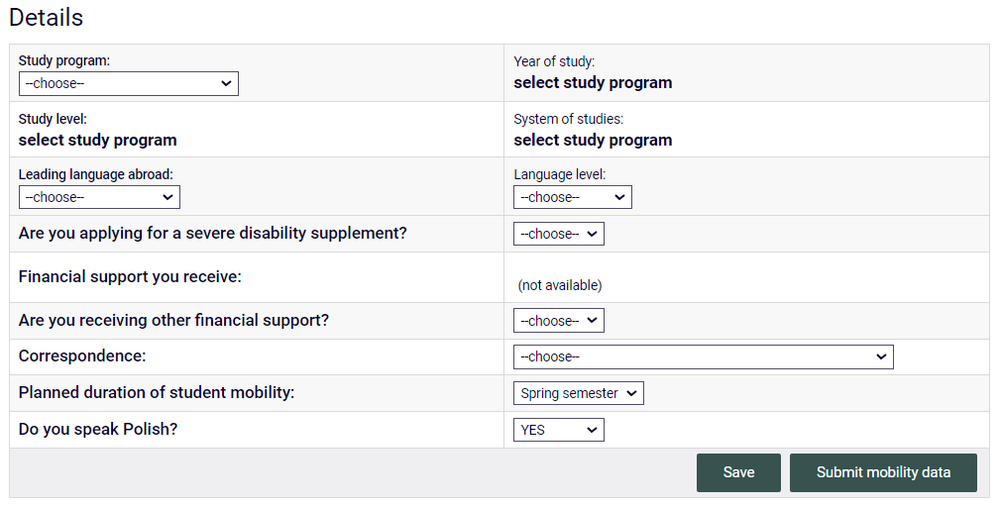 Details
Study program:
--choose--
Year of study:
select study program
Study level:
select study program
System of studies:
select study program
Leading language abroad:
--choose--
Language level:
--choose--
Are you applying for a severe disability supplement?
--choose--
Financial support you receive:
(not available)
Are you receiving other financial support?
--choose--
Correspondence:
--choose--
Planned duration of student mobility:
Spring semester
Do you speak Polish?
YES
Save
Submit mobility data